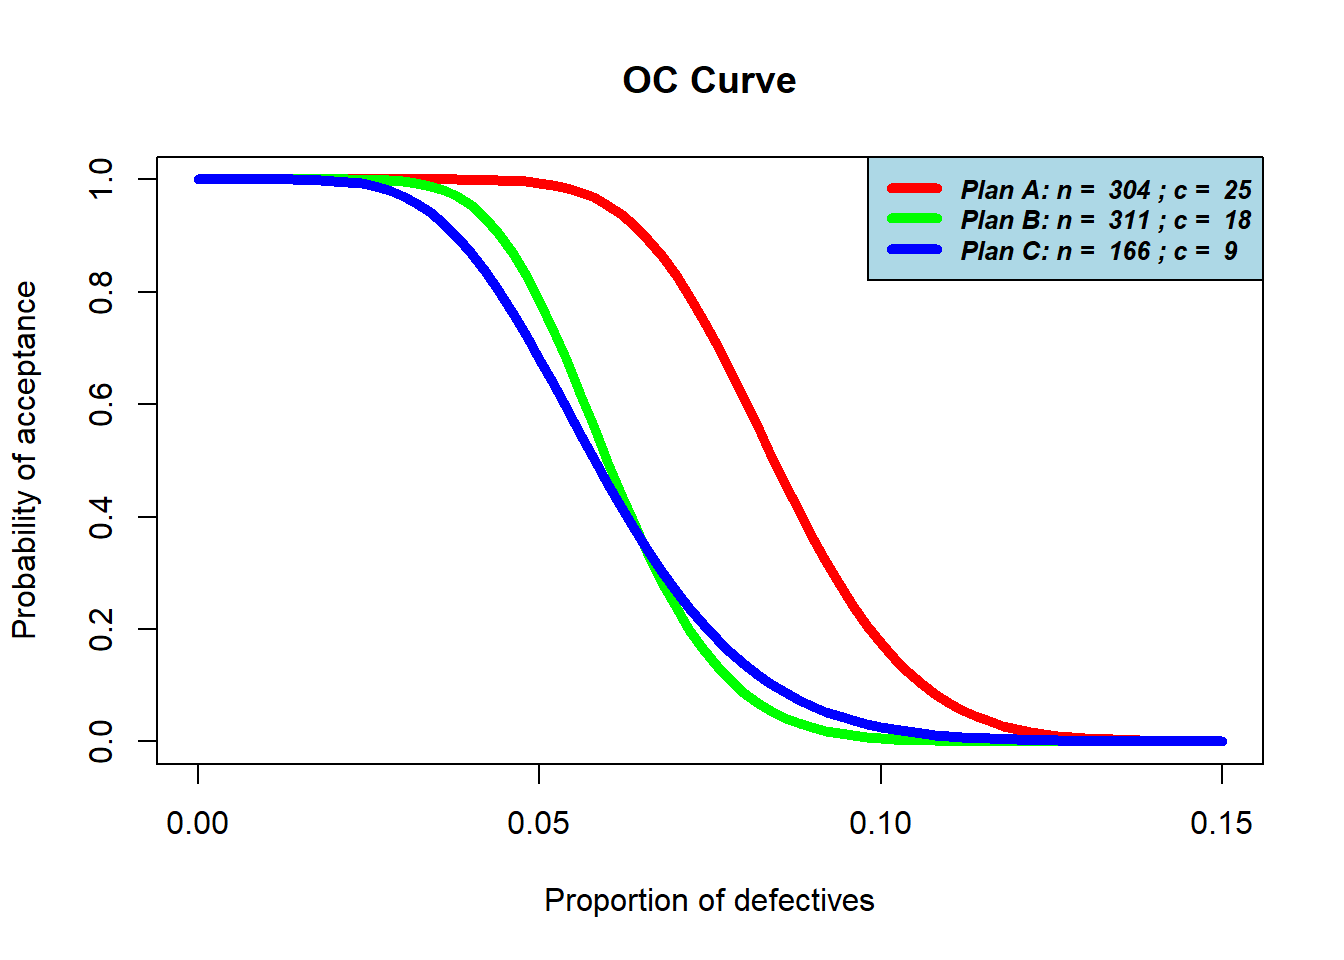 OC Curve
Plan A: n = 304 ; c = 25
Plan B: n = 311 ; c = 18
Plan C: n = 166 ; c = 9
Probability of acceptance
1.0
0.8
0.6
0.4
0.2
0.0
0.00 0.05 0.10 0.15
Proportion of defectives